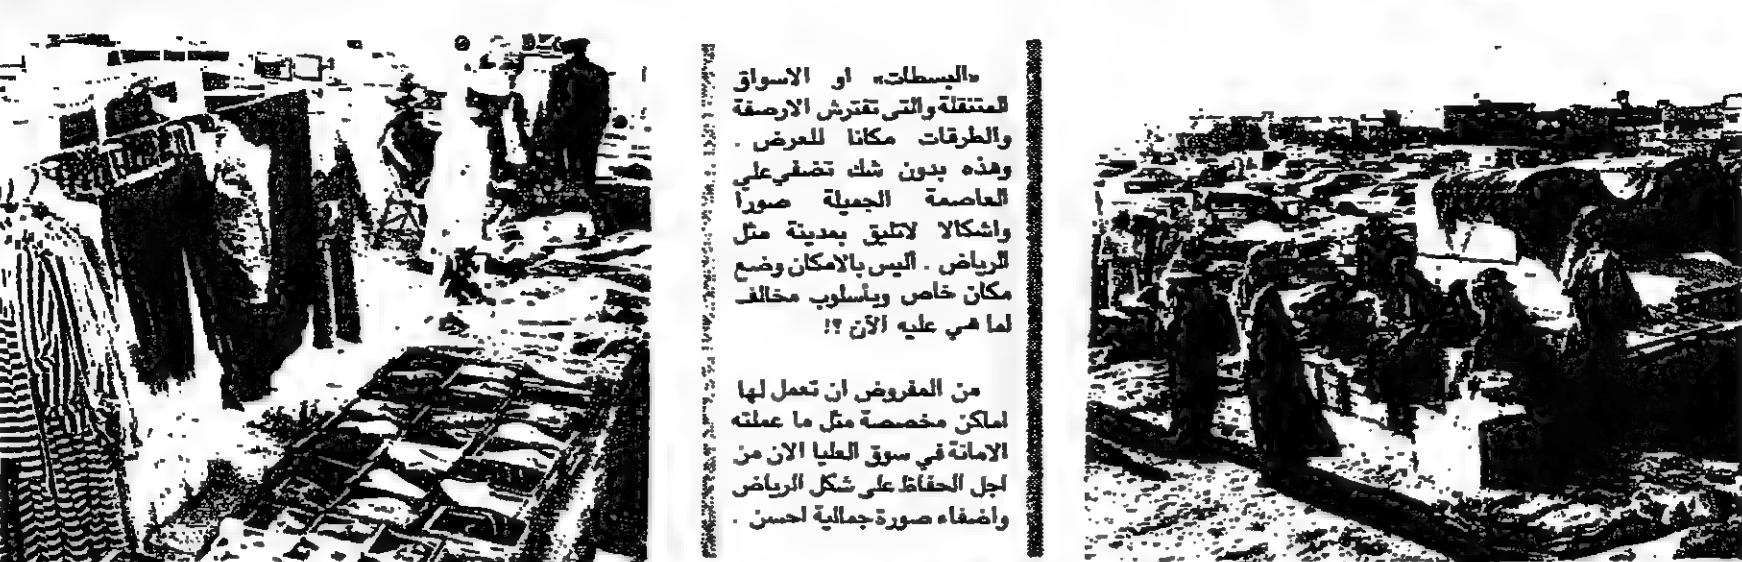 «البسطات» او الاسواق
المتنقلة والتى تفترش الارصفة
والطرقات مكانا للعرض .
وهذه بدون شك تضفي على
العاصمة الجميلة صوراً
واشكالا لاتليق بمدينة مثل
الرياض . أليس بالامكان وضع
مكان خاص وبأسلوب مخالف
لما هي عليه الآن ؟!
من المفروض ان تعمل لها
اماكن مخصصة مثل ما عملته
الامانة في سوق العليا الان من
اجل الحفاظ على شكل الرياض
واضفاء صورة جمالية احسن .